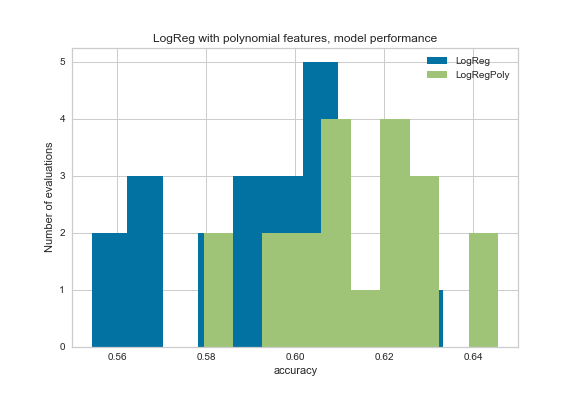 LogReg with polynomial features, model performance
LogReg
LogRegPoly
Number of evaluations
5
4
3
2
1
0
0.56 0.58 0.60 0.62 0.64
accuracy